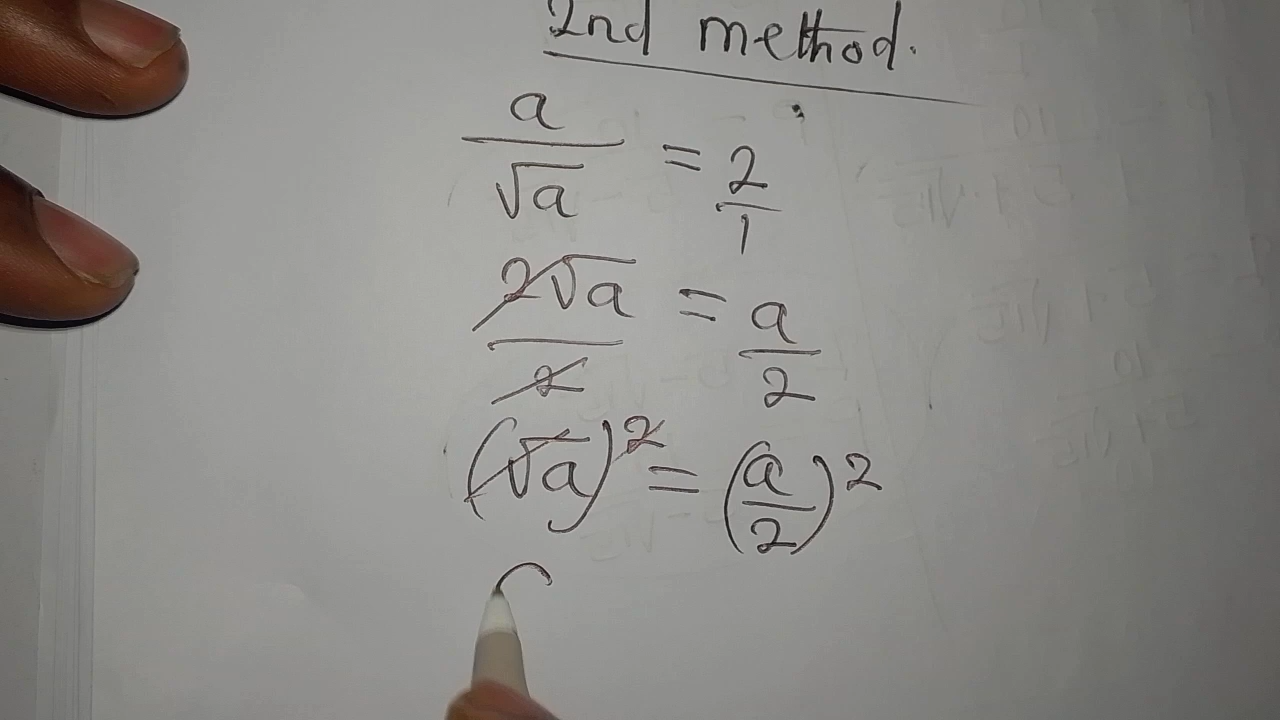 2nd method.
a/√a = 2/1
2√a/2 = a/2
(√a)² = (a/2)²